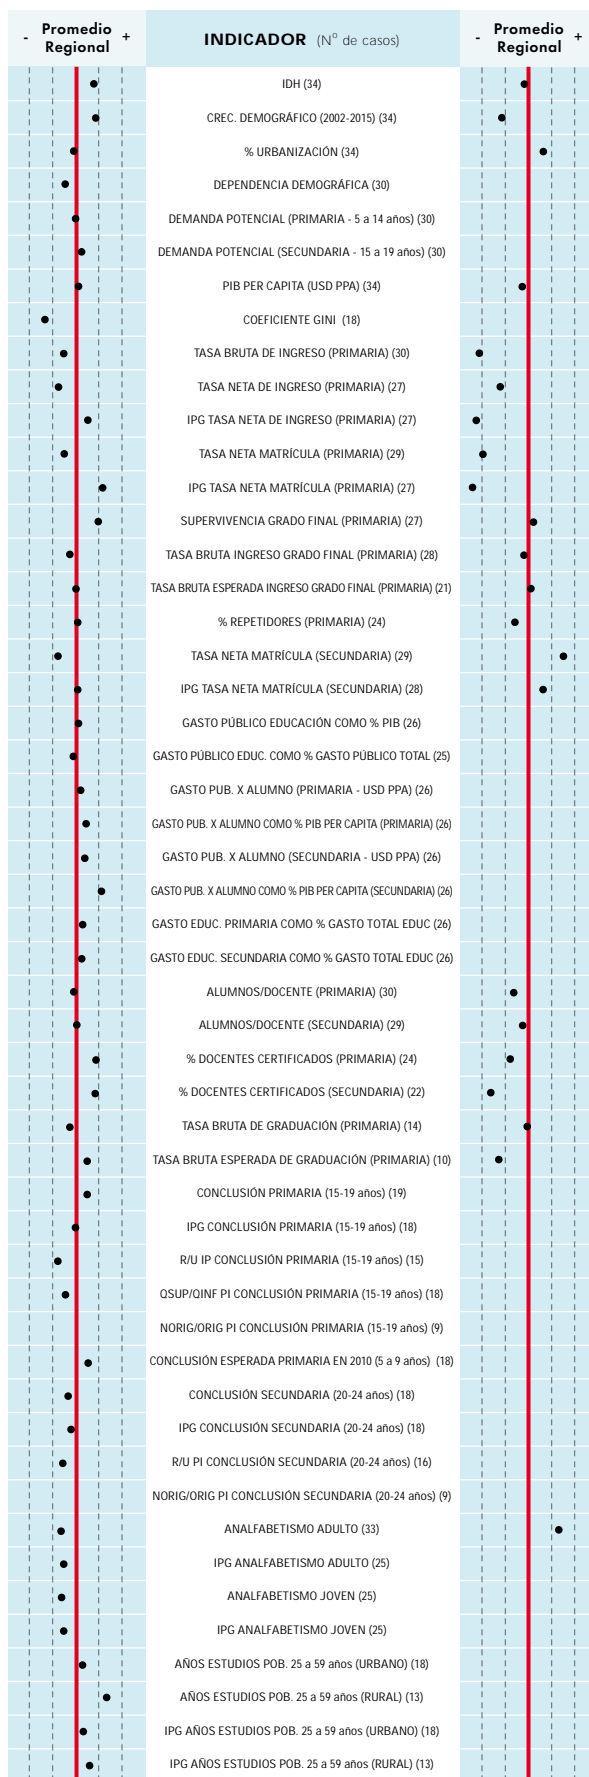 - Promedio Regional + INDICADOR (Nº de casos) - Promedio Regional +
IDH (34)
CREC. DEMOGRÁFICO (2002-2015) (34)
% URBANIZACIÓN (34)
DEPENDENCIA DEMOGRÁFICA (30)
DEMANDA POTENCIAL (PRIMARIA - 5 a 14 años) (30)
DEMANDA POTENCIAL (SECUNDARIA - 15 a 19 años) (30)
PIB PER CAPITA (USD PPA) (34)
COEFICIENTE GINI (18)
TASA BRUTA DE INGRESO (PRIMARIA) (30)
TASA NETA DE INGRESO (PRIMARIA) (27)
IPG TASA NETA DE INGRESO (PRIMARIA) (27)
TASA NETA MATRÍCULA (PRIMARIA) (29)
IPG TASA NETA MATRÍCULA (PRIMARIA) (27)
SUPERVIVENCIA GRADO FINAL (PRIMARIA) (27)
TASA BRUTA INGRESO GRADO FINAL (PRIMARIA) (28)
TASA BRUTA ESPERADA INGRESO GRADO FINAL (PRIMARIA) (21)
% REPETIDORES (PRIMARIA) (24)
TASA NETA MATRÍCULA (SECUNDARIA) (29)
IPG TASA NETA MATRÍCULA (SECUNDARIA) (28)
GASTO PÚBLICO EDUCACIÓN COMO % PIB (26)
GASTO PÚBLICO EDUC. COMO % GASTO PÚBLICO TOTAL (25)
GASTO PUB. X ALUMNO (PRIMARIA - USD PPA) (26)
GASTO PUB. X ALUMNO COMO % PIB PER CAPITA (PRIMARIA) (26)
GASTO PUB. X ALUMNO (SECUNDARIA - USD PPA) (26)
GASTO PUB. X ALUMNO COMO % PIB PER CAPITA (SECUNDARIA) (26)
GASTO EDUC. PRIMARIA COMO % GASTO TOTAL EDUC (26)
GASTO EDUC. SECUNDARIA COMO % GASTO TOTAL EDUC (26)
ALUMNOS/DOCENTE (PRIMARIA) (30)
ALUMNOS/DOCENTE (SECUNDARIA) (29)
% DOCENTES CERTIFICADOS (PRIMARIA) (24)
% DOCENTES CERTIFICADOS (SECUNDARIA) (22)
TASA BRUTA DE GRADUACIÓN (PRIMARIA) (14)
TASA BRUTA ESPERADA DE GRADUACIÓN (PRIMARIA) (10)
CONCLUSIÓN PRIMARIA (15-19 años) (19)
IPG CONCLUSIÓN PRIMARIA (15-19 años) (18)
R/U IP CONCLUSIÓN PRIMARIA (15-19 años) (15)
QSUP/QINF PI CONCLUSIÓN PRIMARIA (15-19 años) (18)
NORIG/ORIG PI CONCLUSIÓN PRIMARIA (15-19 años) (9)
CONCLUSIÓN ESPERADA PRIMARIA EN 2010 (5 a 9 años) (18)
CONCLUSIÓN SECUNDARIA (20-24 años) (18)
IPG CONCLUSIÓN SECUNDARIA (20-24 años) (18)
R/U PI CONCLUSIÓN SECUNDARIA (20-24 años) (16)
NORIG/ORIG PI CONCLUSIÓN SECUNDARIA (20-24 años) (9)
ANALFABETISMO ADULTO (33)
IPG ANALFABETISMO ADULTO (25)
ANALFABETISMO JOVEN (25)
IPG ANALFABETISMO JOVEN (25)
AÑOS ESTUDIOS POB. 25 a 59 años (URBANO) (18)
AÑOS ESTUDIOS POB. 25 a 59 años (RURAL) (13)
IPG AÑOS ESTUDIOS POB. 25 a 59 años (URBANO) (18)
IPG AÑOS ESTUDIOS POB. 25 a 59 años (RURAL) (13)